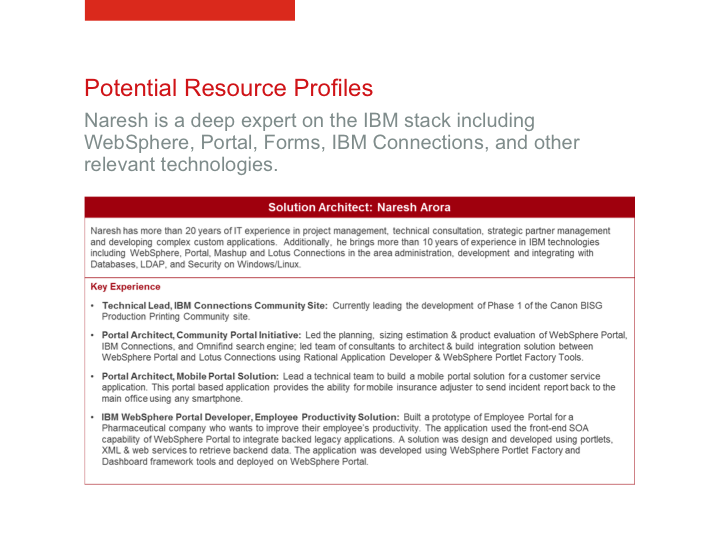 Potential Resource Profiles
Naresh is a deep expert on the IBM stack including
WebSphere, Portal, Forms, IBM Connections, and other
relevant technologies.
Solution Architect: Naresh Arora
Naresh has more than 20 years of IT experience in project management, technical consultation, strategic partner management
and developing complex custom applications. Additionally, he brings more than 10 years of experience in IBM technologies
including WebSphere, Portal, Mashup and Lotus Connections in the area administration, development and integrating with
Databases, LDAP, and Security on Windows/Linux.
Key Experience
• Technical Lead, IBM Connections Community Site: Currently leading the development of Phase 1 of the Canon BISG
Production Printing Community site.
• Portal Architect, Community Portal Initiative: Led the planning, sizing estimation & product evaluation of WebSphere Portal,
IBM Connections, and Omnifind search engine; led team of consultants to architect & build integration solution between
WebSphere Portal and Lotus Connections using Rational Application Developer & WebSphere Portlet Factory Tools.
• Portal Architect, Mobile Portal Solution: Lead a technical team to build a mobile portal solution for a customer service
application. This portal based application provides the ability for mobile insurance adjuster to send incident report back to the
main office using any smartphone.
• IBM WebSphere Portal Developer, Employee Productivity Solution: Built a prototype of Employee Portal for a
Pharmaceutical company who wants to improve their employee's productivity. The application used the front-end SOA
capability of WebSphere Portal to integrate backed legacy applications. A solution was design and developed using portlets,
XML & web services to retrieve backend data. The application was developed using WebSphere Portlet Factory and
Dashboard framework tools and deployed on WebSphere Portal.